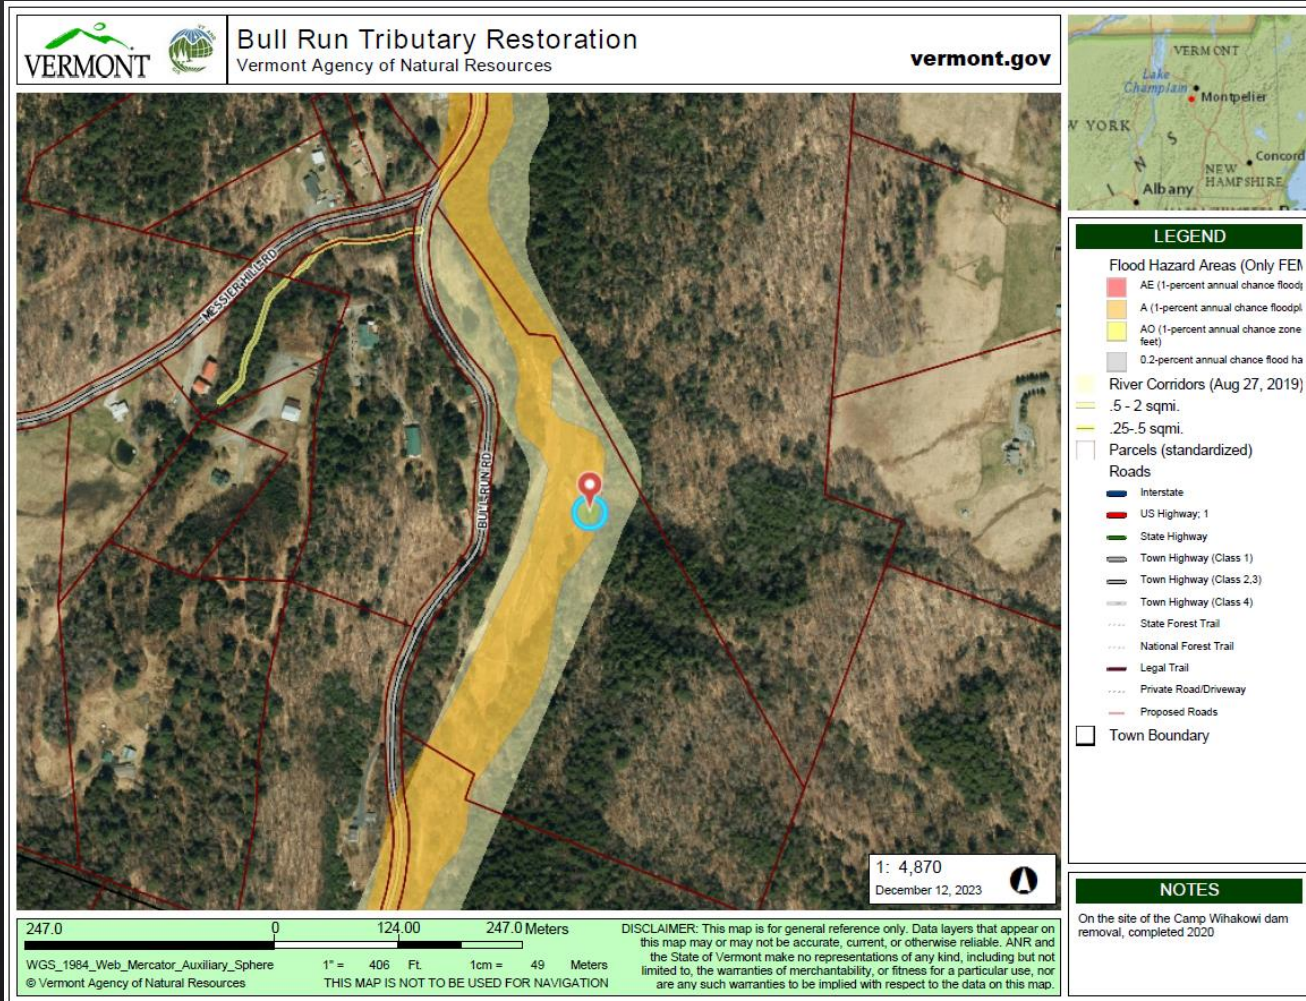 VERMONT
Bull Run Tributary Restoration
Vermont Agency of Natural Resources
vermont.gov
VERMONT
Lake
Champlain
Montpelier
W YORK
I N S
Concord
NEW
HAMPSHIRE
Albany
MESSIER HILL RD
BULL RUN RD
LEGEND
Flood Hazard Areas (Only FEM
AE (1-percent annual chance floodp
A (1-percent annual chance floodpl
AO (1-percent annual chance zone
feet)
0.2-percent annual chance flood ha
River Corridors (Aug 27, 2019)
.5 - 2 sqmi.
.25-.5 sqmi.
Parcels (standardized)
Roads
Interstate
US Highway; 1
State Highway
Town Highway (Class 1)
Town Highway (Class 2,3)
Town Highway (Class 4)
State Forest Trail
National Forest Trail
Legal Trail
Private Road/Driveway
Proposed Roads
Town Boundary
1: 4,870
December 12, 2023
NOTES
On the site of the Camp Wihakowi dam
removal, completed 2020
247.0 0 124.00 247.0 Meters
WGS_1984_Web_Mercator_Auxiliary_Sphere
1" = 406 Ft. 1cm = 49 Meters
© Vermont Agency of Natural Resources
THIS MAP IS NOT TO BE USED FOR NAVIGATION
DISCLAIMER: This map is for general reference only. Data layers that appear on
this map may or may not be accurate, current, or otherwise reliable. ANR and
the State of Vermont make no representations of any kind, including but not
limited to, the warranties of merchantability, or fitness for a particular use, nor
are any such warranties to be implied with respect to the data on this map.